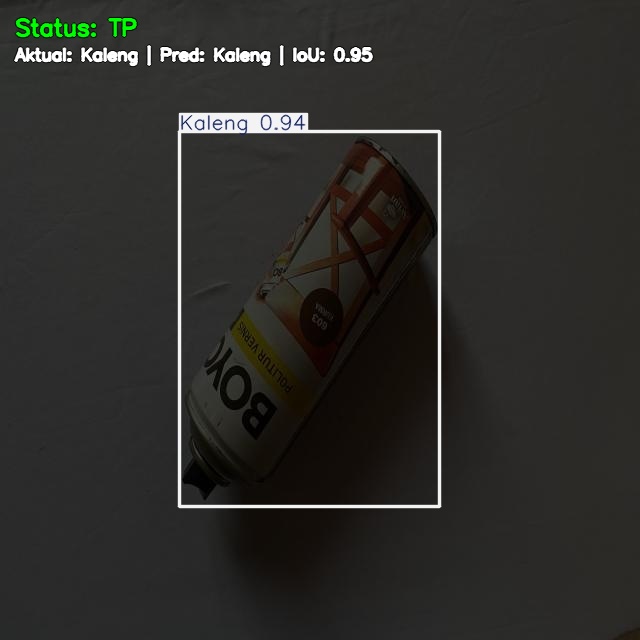 Status: TP
Aktual: Kaleng | Pred: Kaleng | IoU: 0.95
Kaleng 0.94
603
POLITUR VERNIS
BOYO